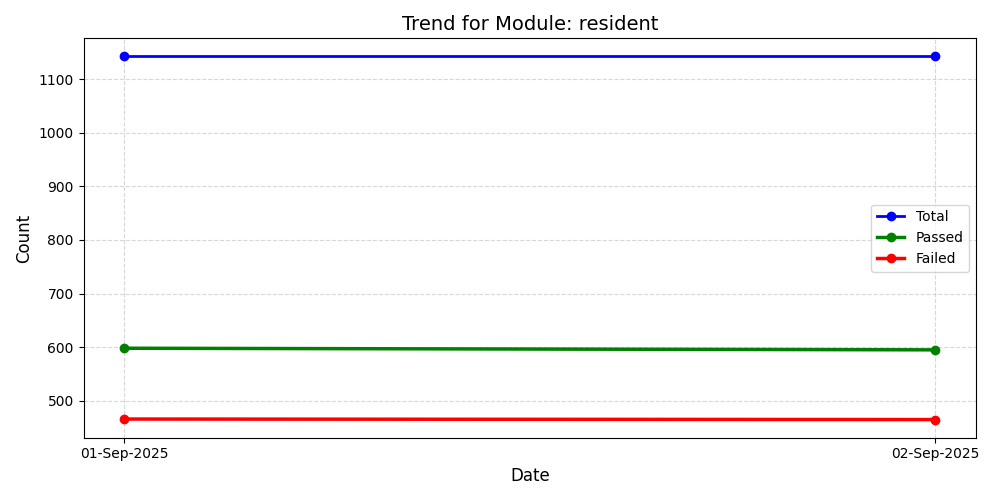 Trend for Module: resident
Count
1100
1000
900
800
700
600
500
Total
Passed
Failed
01-Sep-2025
02-Sep-2025
Date